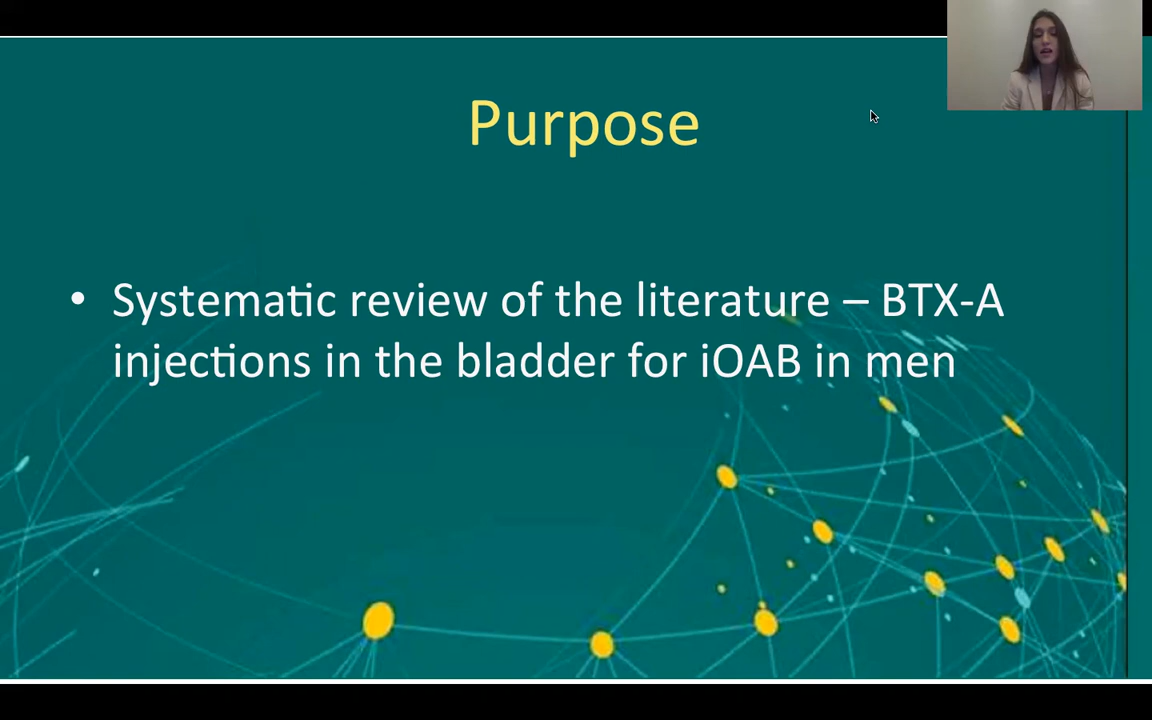 Purpose
• Systematic review of the literature – BTX-A
injections in the bladder for iOAB in men